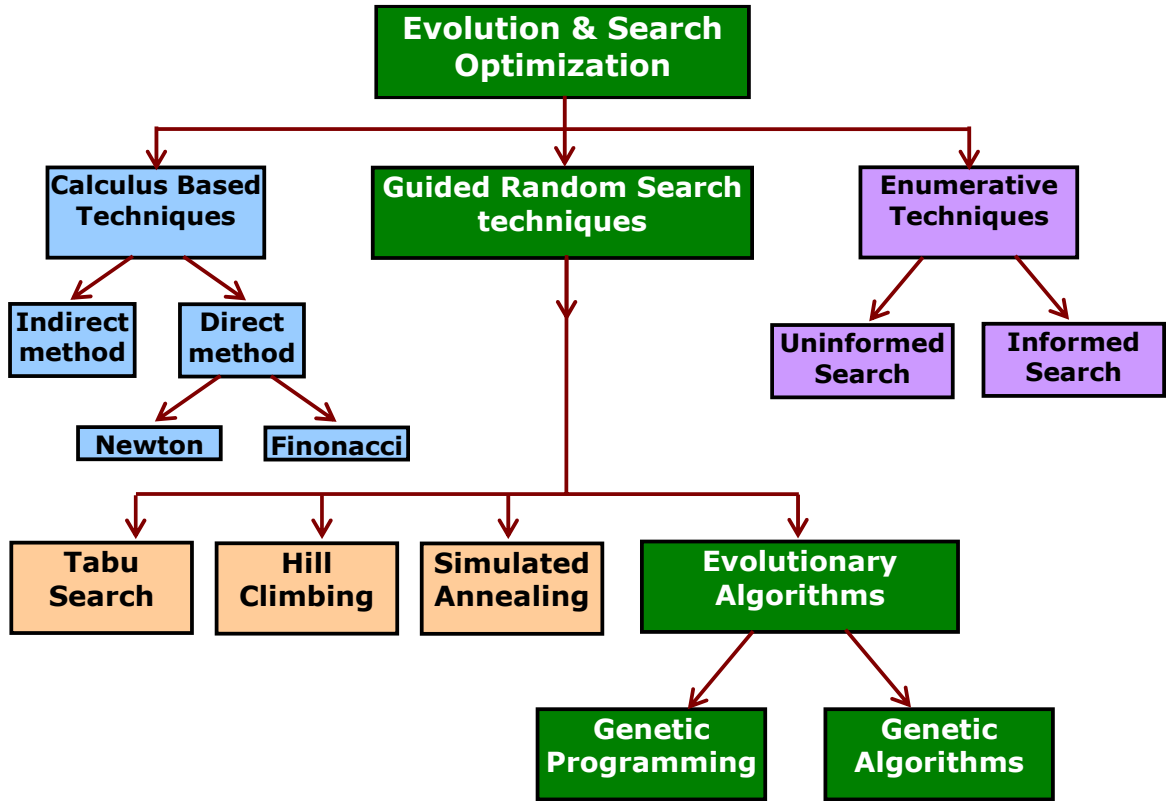 Evolution & Search
Optimization
Calculus Based
Techniques
Guided Random Search
techniques
Enumerative
Techniques
Indirect
method
Direct
method
Uninformed
Search
Informed
Search
Newton
Finonacci
Tabu
Search
Hill
Climbing
Simulated
Annealing
Evolutionary
Algorithms
Genetic
Programming
Genetic
Algorithms